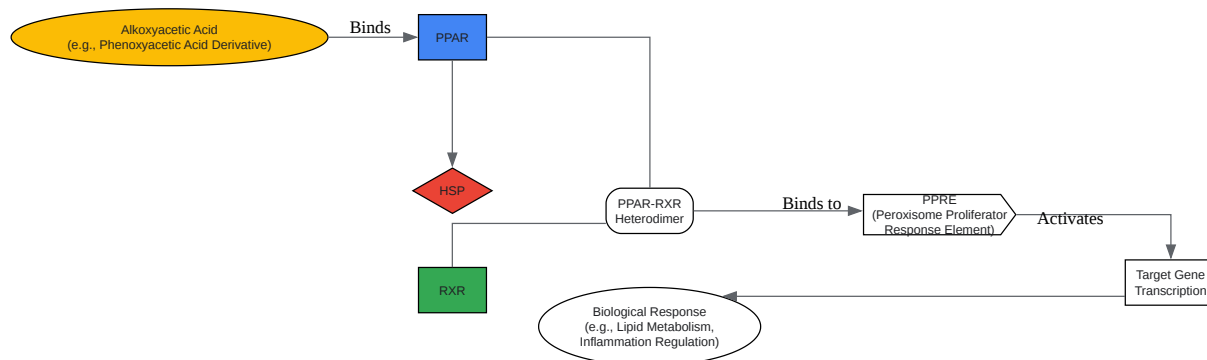 Alkoxyacetic Acid
(e.g., Phenoxyacetic Acid Derivative)
Binds
PPAR
HSP
PPAR-RXR
Heterodimer
Binds to
PPRE
(Peroxisome Proliferator
Response Element)
Activates
RXR
Target Gene
Transcription
Biological Response
(e.g., Lipid Metabolism,
Inflammation Regulation)